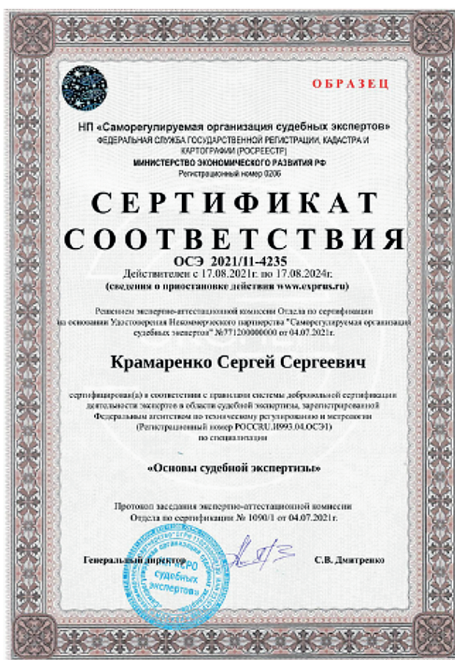 ОБРАЗЕЦ
НП «Саморегулируемая организация судебных экспертов»
ФЕДЕРАЛЬНАЯ СЛУЖБА ГОСУДАРСТВЕННОЙ РЕГИСТРАЦИИ, КАДАСТРА И
КАРТОГРАФИИ (РОСРЕЕСТР)
МИНИСТЕРСТВО ЭКОНОМИЧЕСКОГО РАЗВИТИЯ РФ
Регистрационный номер 0206
СЕРТИФИКАТ
СООТВЕТСТВИЯ
ОСЭ 2021/11-4235
Действителен с 17.08.2021г. по 17.08.2024г.
(сведения о приостановке действия www.exprus.ru)
Решением экспертно-аттестационной комиссии Отдела по сертификации
на основании Удостоверения Некоммерческого партнерства "Саморегулируемая организация
судебных экспертов" №771200000000 от 04.07.2021г.
Крамаренко Сергей Сергеевич
сертифицирован(а) в соответствии с правилами системы добровольной сертификации
деятельности экспертов в области судебной экспертизы, зарегистрированной
Федеральным агентством по техническому регулированию и метрологии
(Регистрационный номер РОССRU.И993.04.ОСЭ1)
по специализации
«Основы судебной экспертизы»
Протокол заседания экспертно-аттестационной комиссии
Отдела по сертификации № 1090/1 от 04.07.2021г.
Генеральный директор
С.В. Дмитренко
судебных
экспертов»